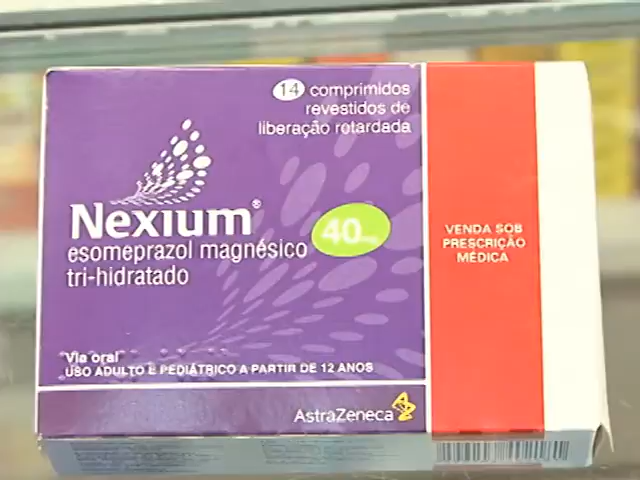 14 comprimidos
revestidos de
liberação retardada
Nexium®
40mg
esomeprazol magnésico
tri-hidratado
VENDA SOB
PRESCRIÇÃO
MÉDICA
Via oral
USO ADULTO E PEDIÁTRICO A PARTIR DE 12 ANOS
AstraZeneca